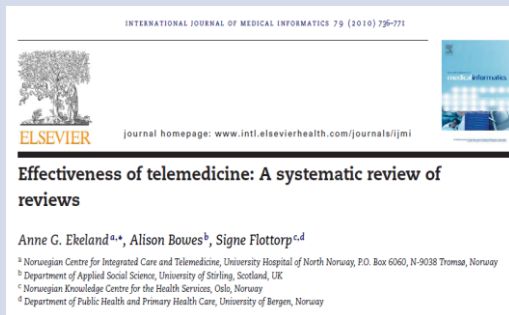 INTERNATIONAL JOURNAL OF MEDICAL INFORMATICS 79 (2010) 736–771
ELSEVIER
journal homepage: www.intl.elsevierhealth.com/journals/ijmi
medical informatics
Effectiveness of telemedicine: A systematic review of
reviews
Anne G. Ekeland a,*, Alison Bowes b, Signe Flottorp c,d
a Norwegian Centre for Integrated Care and Telemedicine, University Hospital of North Norway, P.O. Box 6060, N-9038 Tromsø, Norway
b Department of Applied Social Science, University of Stirling, Scotland, UK
c Norwegian Knowledge Centre for the Health Services, Oslo, Norway
d Department of Public Health and Primary Health Care, University of Bergen, Norway